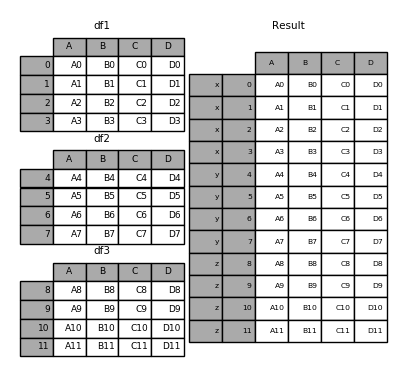 df1
A B C D
0 A0 B0 C0 D0
1 A1 B1 C1 D1
2 A2 B2 C2 D2
3 A3 B3 C3 D3
df2
A B C D
4 A4 B4 C4 D4
5 A5 B5 C5 D5
6 A6 B6 C6 D6
7 A7 B7 C7 D7
df3
A B C D
8 A8 B8 C8 D8
9 A9 B9 C9 D9
10 A10 B10 C10 D10
11 A11 B11 C11 D11
Result
A B C D
x 0 A0 B0 C0 D0
x 1 A1 B1 C1 D1
x 2 A2 B2 C2 D2
x 3 A3 B3 C3 D3
y 4 A4 B4 C4 D4
y 5 A5 B5 C5 D5
y 6 A6 B6 C6 D6
y 7 A7 B7 C7 D7
z 8 A8 B8 C8 D8
z 9 A9 B9 C9 D9
z 10 A10 B10 C10 D10
z 11 A11 B11 C11 D11